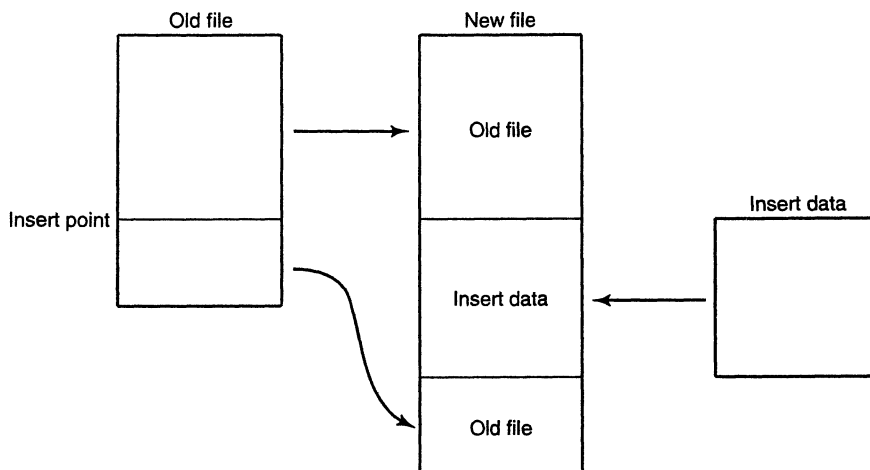 Old file
New file
Old file
Insert point
Insert data
Insert data
Old file